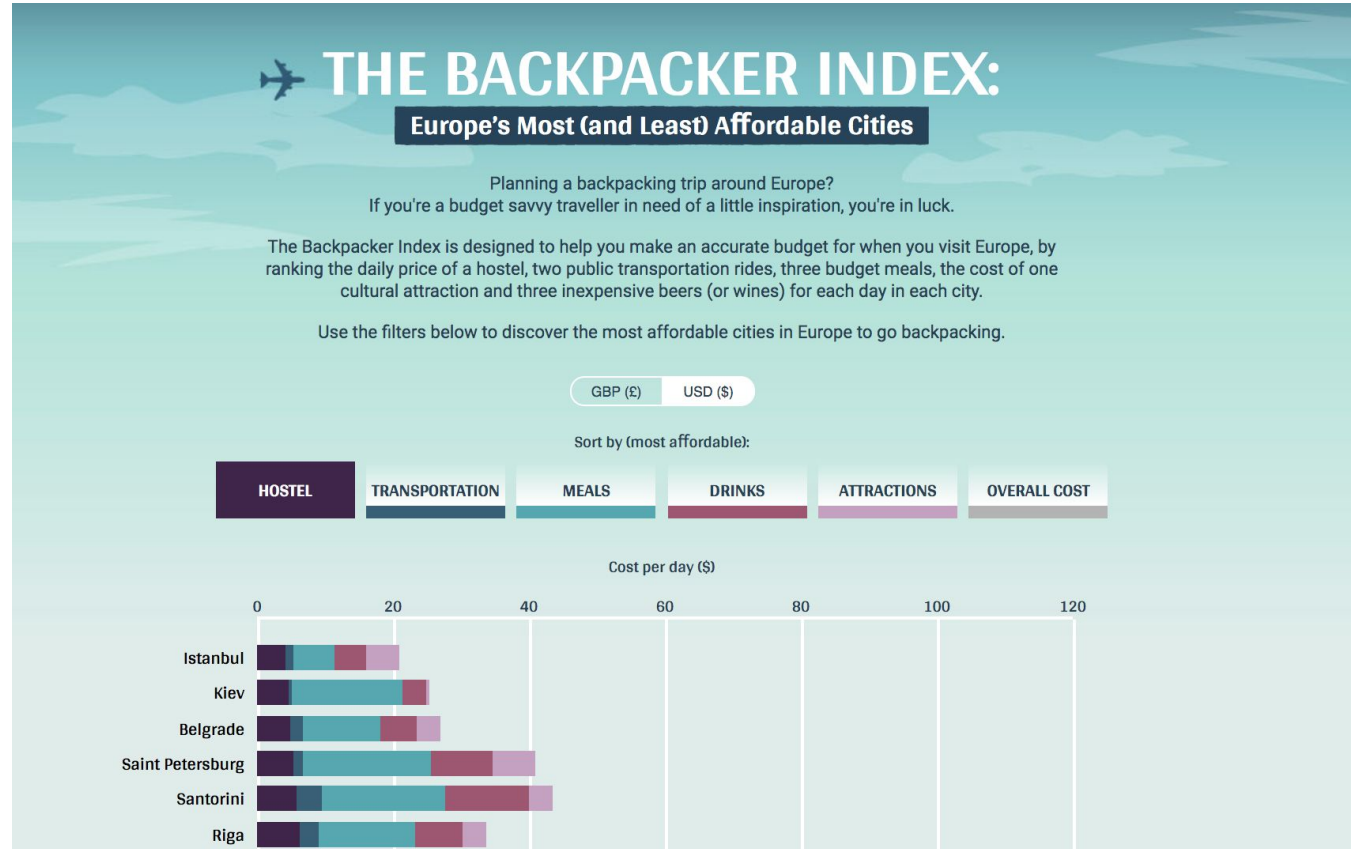 THE BACKPACKER INDEX:
Europe's Most (and Least) Affordable Cities
Planning a backpacking trip around Europe?
If you're a budget savvy traveller in need of a little inspiration, you're in luck.
The Backpacker Index is designed to help you make an accurate budget for when you visit Europe, by
ranking the daily price of a hostel, two public transportation rides, three budget meals, the cost of one
cultural attraction and three inexpensive beers (or wines) for each day in each city.
Use the filters below to discover the most affordable cities in Europe to go backpacking.
GBP (£) USD ($)
Sort by (most affordable):
HOSTEL TRANSPORTATION MEALS DRINKS ATTRACTIONS OVERALL COST
Cost per day ($)
0 20 40 60 80 100 120
Istanbul
Kiev
Belgrade
Saint Petersburg
Santorini
Riga